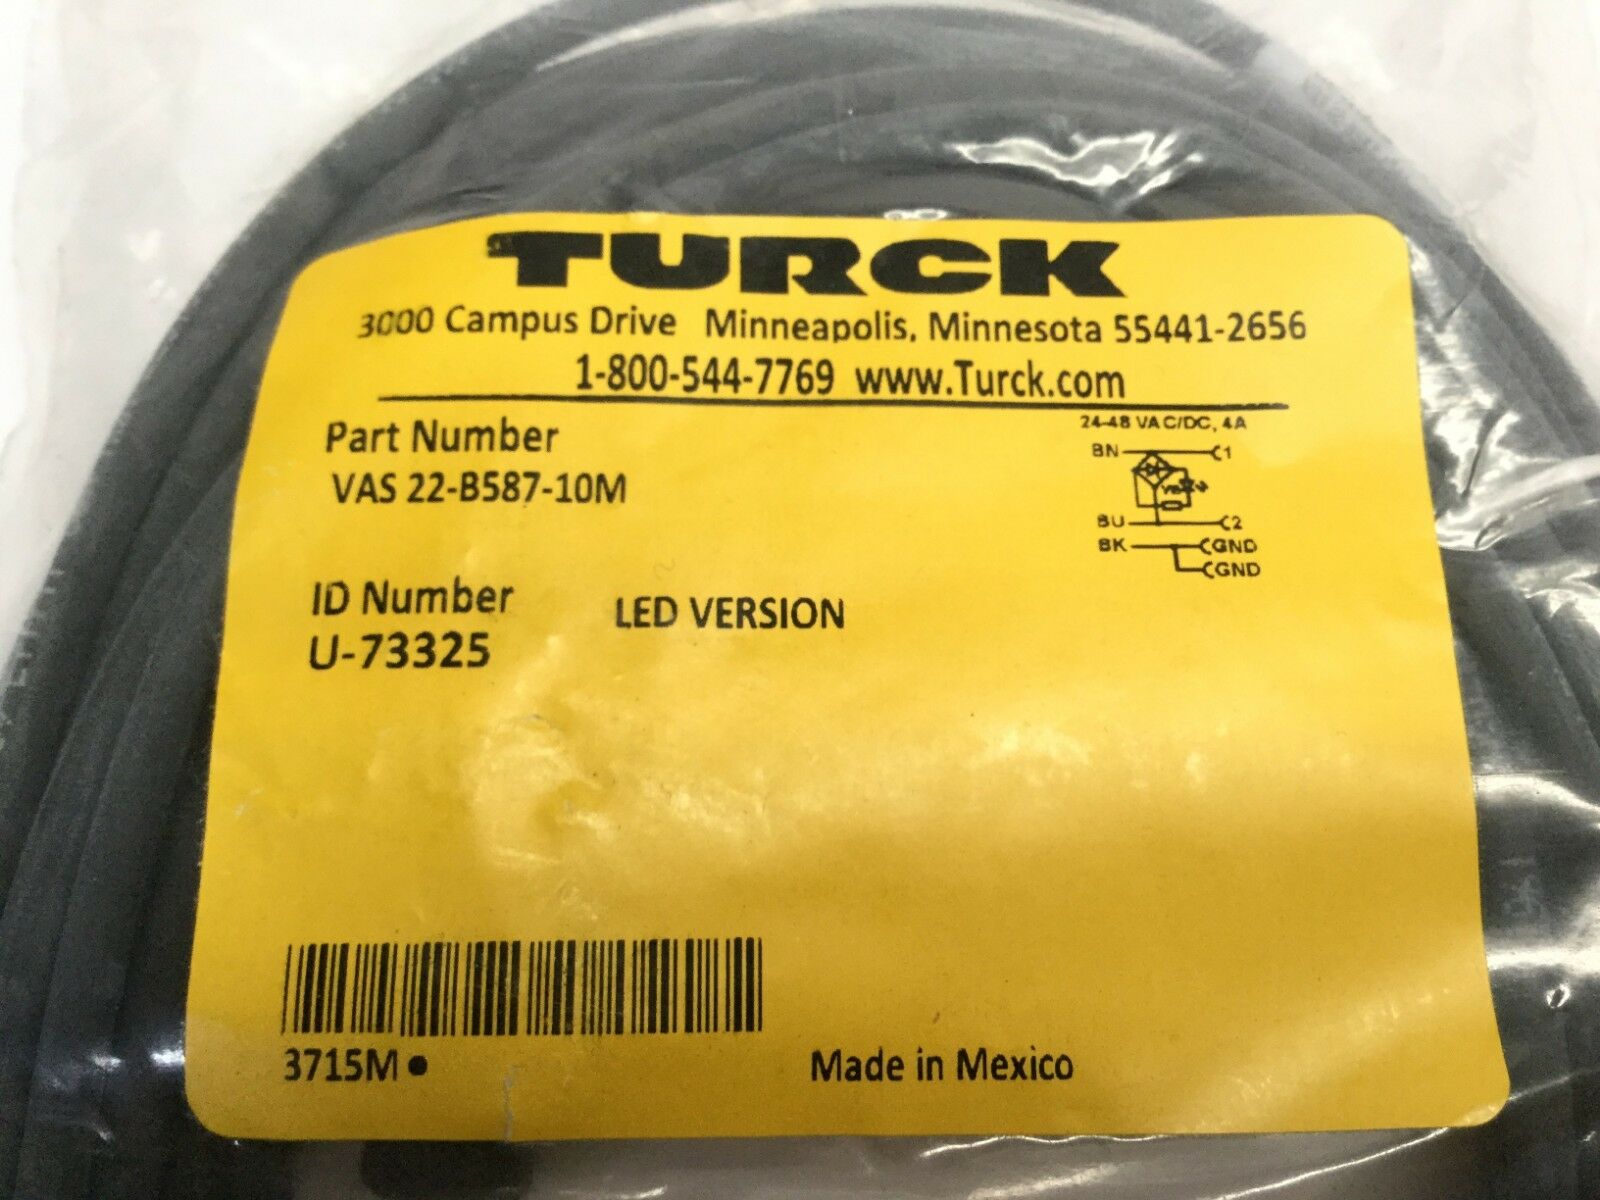 TURCK
3000 Campus Drive Minneapolis, Minnesota 55441-2656
1-800-544-7769 www.Turck.com
Part Number
VAS 22-B587-10M
24-48 VAC/DC, 4A
BN 1
BU 2
BK GND
GND
ID Number
U-73325
LED VERSION
3715M
Made in Mexico